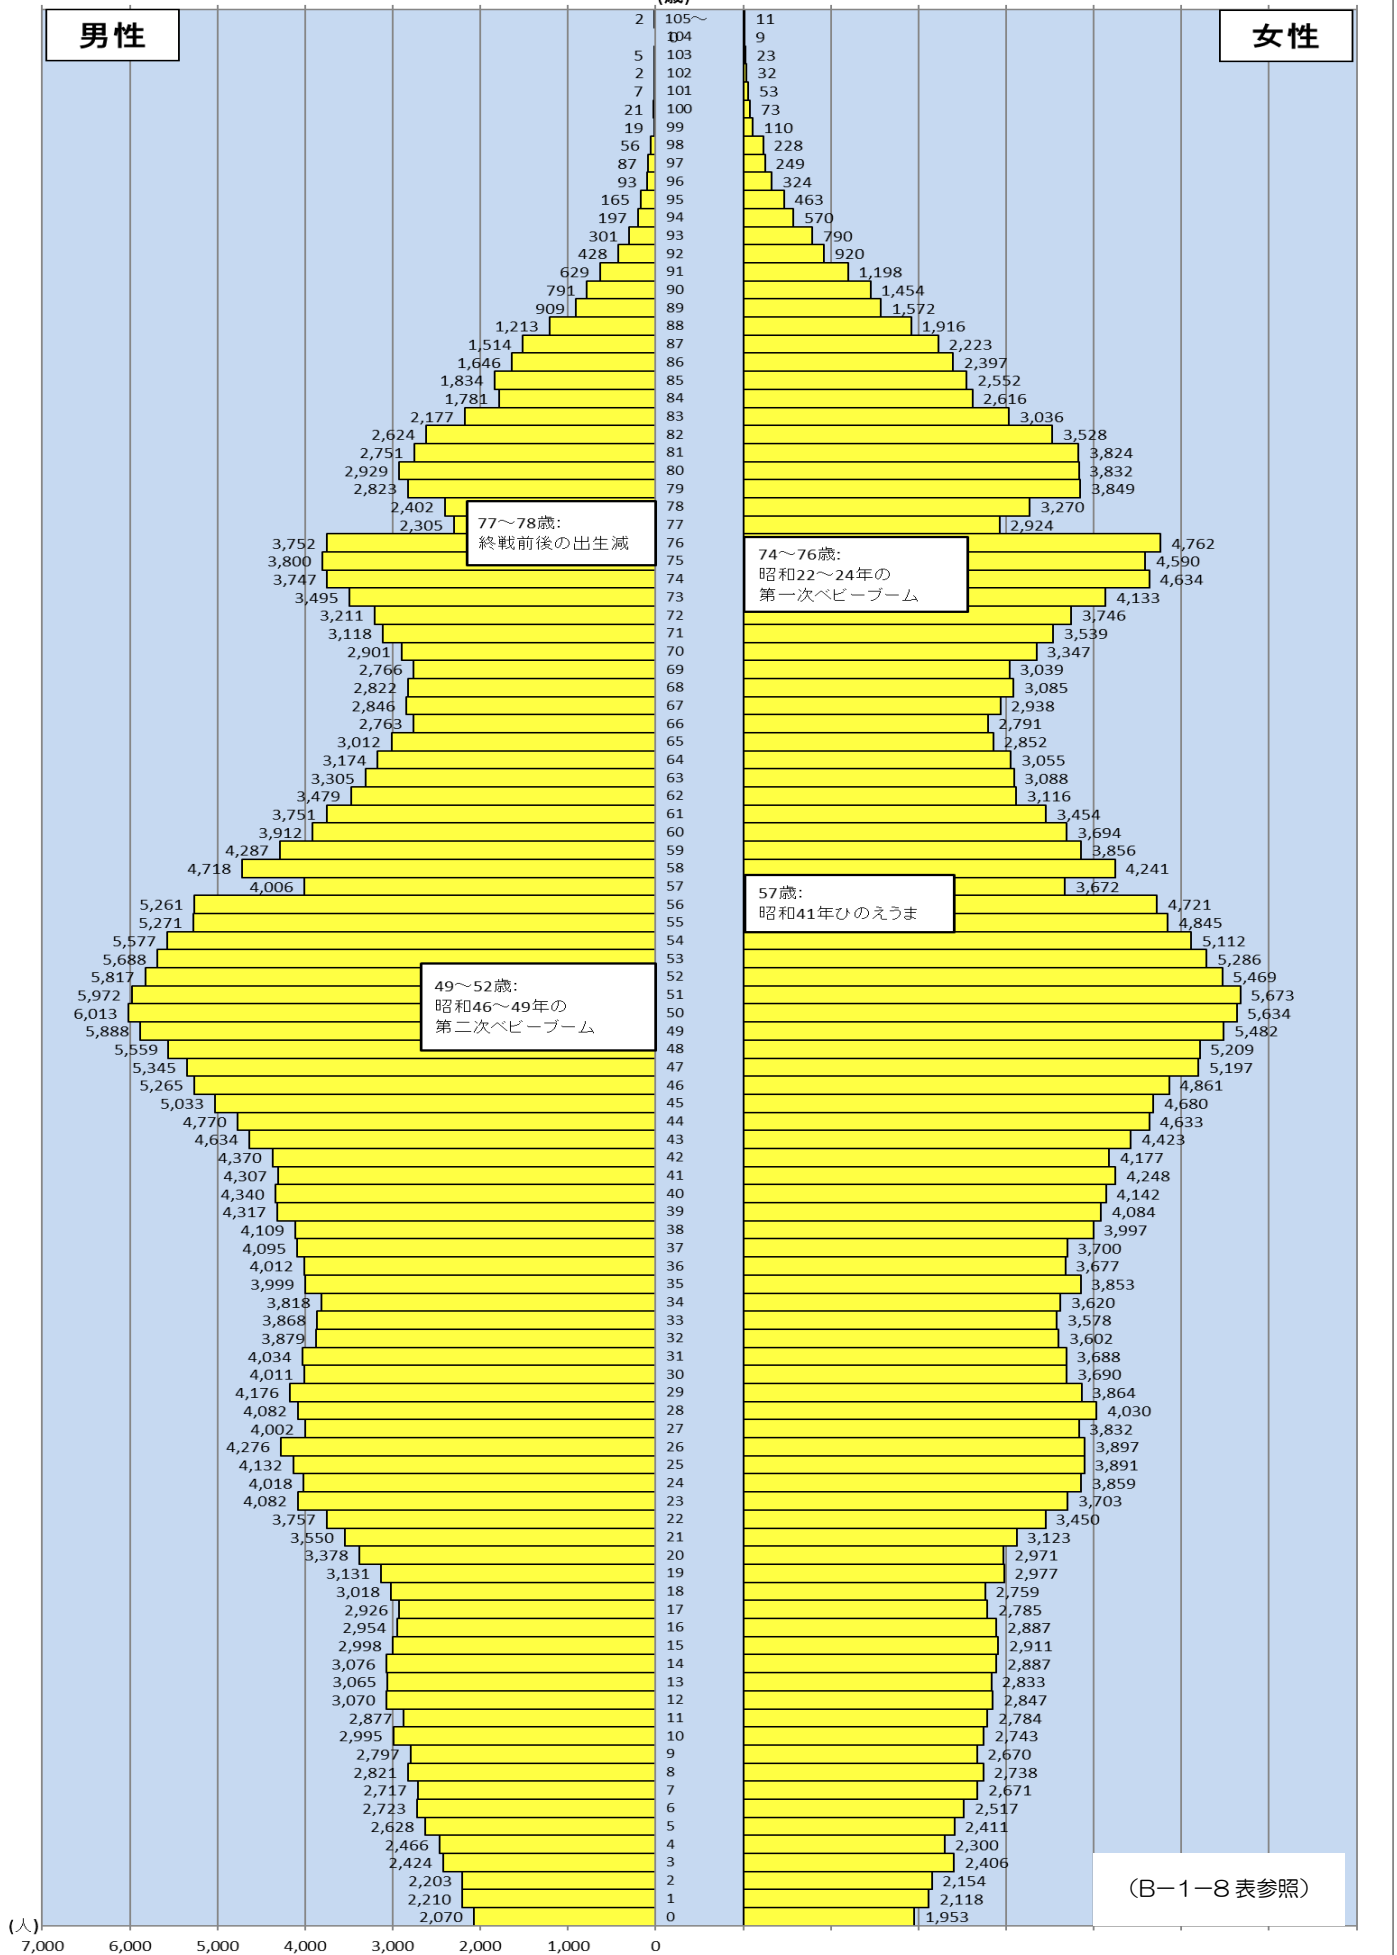 (歳)
男性
女性
2 105～ 11
0 104 9
5 103 23
2 102 32
7 101 53
21 100 73
19 99 110
56 98 228
87 97 249
93 96 324
165 95 463
197 94 570
301 93 790
428 92 920
629 91 1,198
791 90 1,454
909 89 1,572
1,213 88 1,916
1,514 87 2,223
1,646 86 2,397
1,834 85 2,552
1,781 84 2,616
2,177 83 3,036
2,624 82 3,528
2,751 81 3,824
2,929 80 3,832
2,823 79 3,849
2,402 78 3,270
2,305 77 2,924
77～78歳:
終戦前後の出生減
3,752 76 4,762
3,800 75 4,590
3,747 74 4,634
74～76歳:
昭和22～24年の
第一次ベビーブーム
3,495 73 4,133
3,211 72 3,746
3,118 71 3,539
2,901 70 3,347
2,766 69 3,039
2,822 68 3,085
2,846 67 2,938
2,763 66 2,791
3,012 65 2,852
3,174 64 3,055
3,305 63 3,088
3,479 62 3,116
3,751 61 3,454
3,912 60 3,694
4,287 59 3,856
4,718 58 4,241
4,006 57 3,672
57歳:
昭和41年ひのえうま
5,261 56 4,721
5,271 55 4,845
5,577 54 5,112
5,688 53 5,286
5,817 52 5,469
5,972 51 5,673
6,013 50 5,634
5,888 49 5,482
49～52歳:
昭和46～49年の
第二次ベビーブーム
5,559 48 5,209
5,345 47 5,197
5,265 46 4,861
5,033 45 4,680
4,770 44 4,633
4,634 43 4,423
4,370 42 4,177
4,307 41 4,248
4,340 40 4,142
4,317 39 4,084
4,109 38 3,997
4,095 37 3,700
4,012 36 3,677
3,999 35 3,853
3,818 34 3,620
3,868 33 3,578
3,879 32 3,602
4,034 31 3,688
4,011 30 3,690
4,176 29 3,864
4,082 28 4,030
4,002 27 3,832
4,276 26 3,897
4,132 25 3,891
4,018 24 3,859
4,082 23 3,703
3,757 22 3,450
3,550 21 3,123
3,378 20 2,971
3,131 19 2,977
3,018 18 2,759
2,926 17 2,785
2,954 16 2,887
2,998 15 2,911
3,076 14 2,887
3,065 13 2,833
3,070 12 2,847
2,877 11 2,784
2,995 10 2,743
2,797 9 2,670
2,821 8 2,738
2,717 7 2,671
2,723 6 2,517
2,628 5 2,411
2,466 4 2,300
2,424 3 2,406
2,203 2 2,154
2,210 1 2,118
2,070 0 1,953
（B－1－8 表参照）
(人)
7,000 6,000 5,000 4,000 3,000 2,000 1,000 0